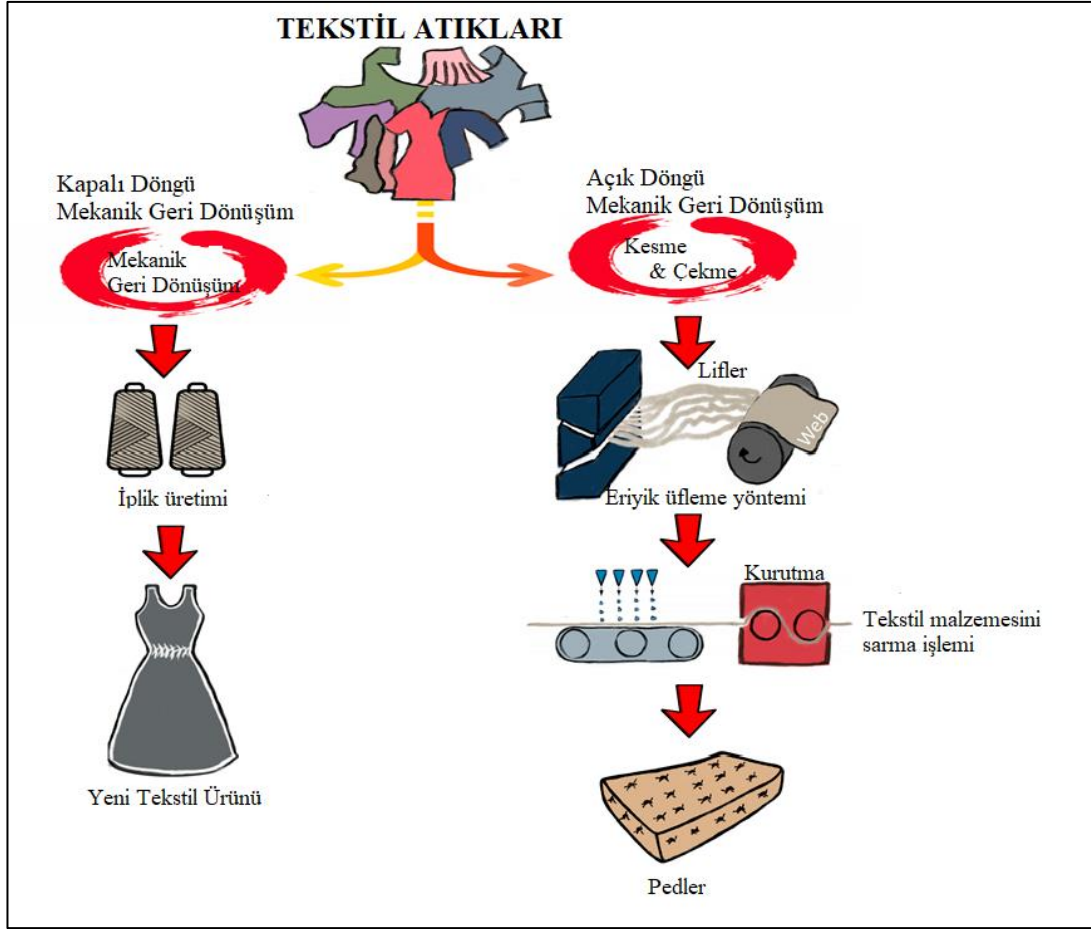 TEKSTİL ATIKLARI
Kapalı Döngü
Mekanik Geri Dönüşüm
Mekanik
Geri Dönüşüm
İplik üretimi
Yeni Tekstil Ürünü
Açık Döngü
Mekanik Geri Dönüşüm
Kesme
& Çekme
Lifler
Web
Eriyik üfleme yöntemi
Kurutma
Tekstil malzemesini
sarma işlemi
Pedler